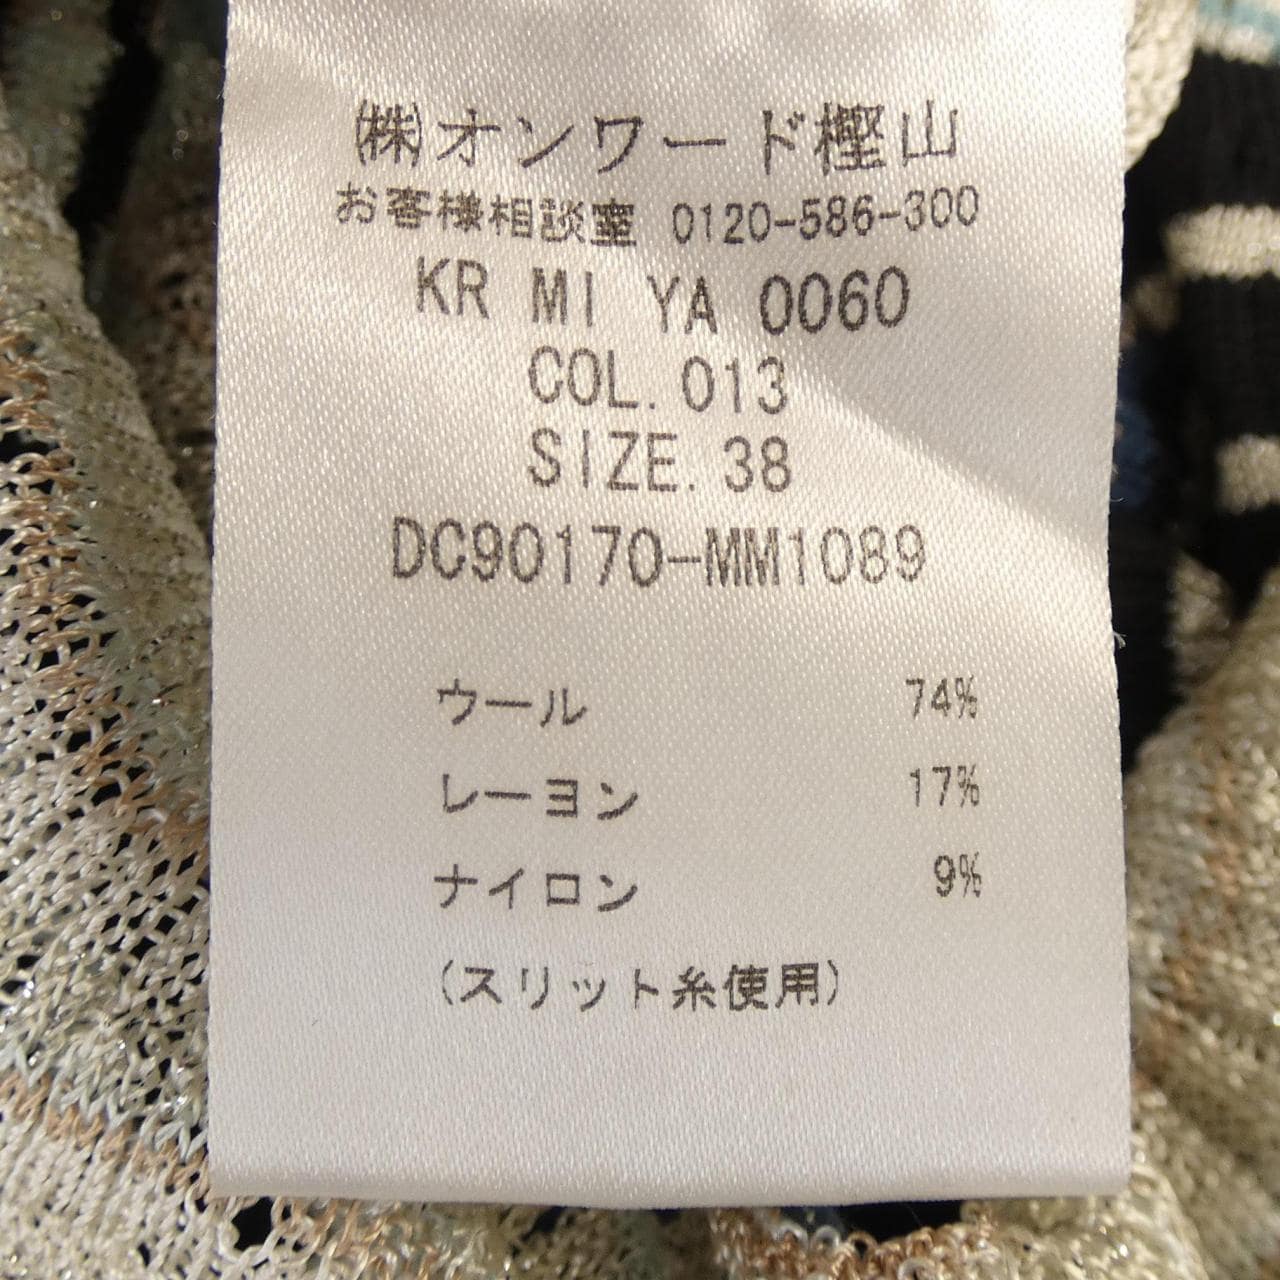 ㈱オンワード樫山
お客様相談室 0120-586-300
KR MI YA 0060
COL. 013
SIZE. 38
DC90170-MM1089
ウール 74%
レーヨン 17%
ナイロン 9%
(スリット糸使用)